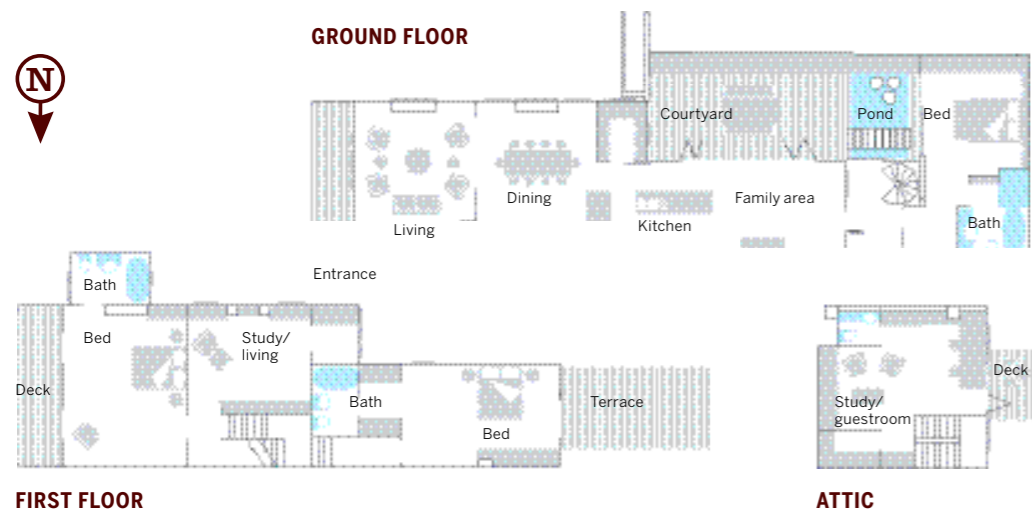 GROUND FLOOR
N
Courtyard
Pond
Bed
Dining
Family area
Living
Kitchen
Bath
Entrance
Bath
Bed
Study/
living
Deck
Bath
Bed
Terrace
Deck
Study/
guestroom
FIRST FLOOR
ATTIC